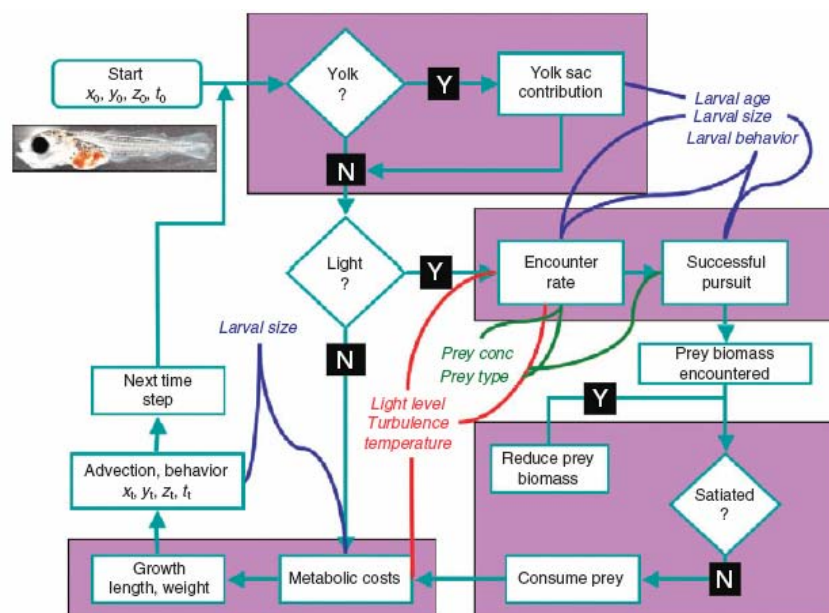 Start
x₀, y₀, z₀, t₀
Yolk
?
Y
Yolk sac
contribution
N
Larval age
Larval size
Larval behavior
Light
?
Y
Encounter
rate
Successful
pursuit
N
Larval size
Prey conc
Prey type
Prey biomass
encountered
Next time
step
Light level
Turbulence
temperature
Y
Reduce prey
biomass
Satiated
?
Advection, behavior
xₜ, yₜ, zₜ, tₜ
N
Growth
length, weight
Metabolic costs
Consume prey